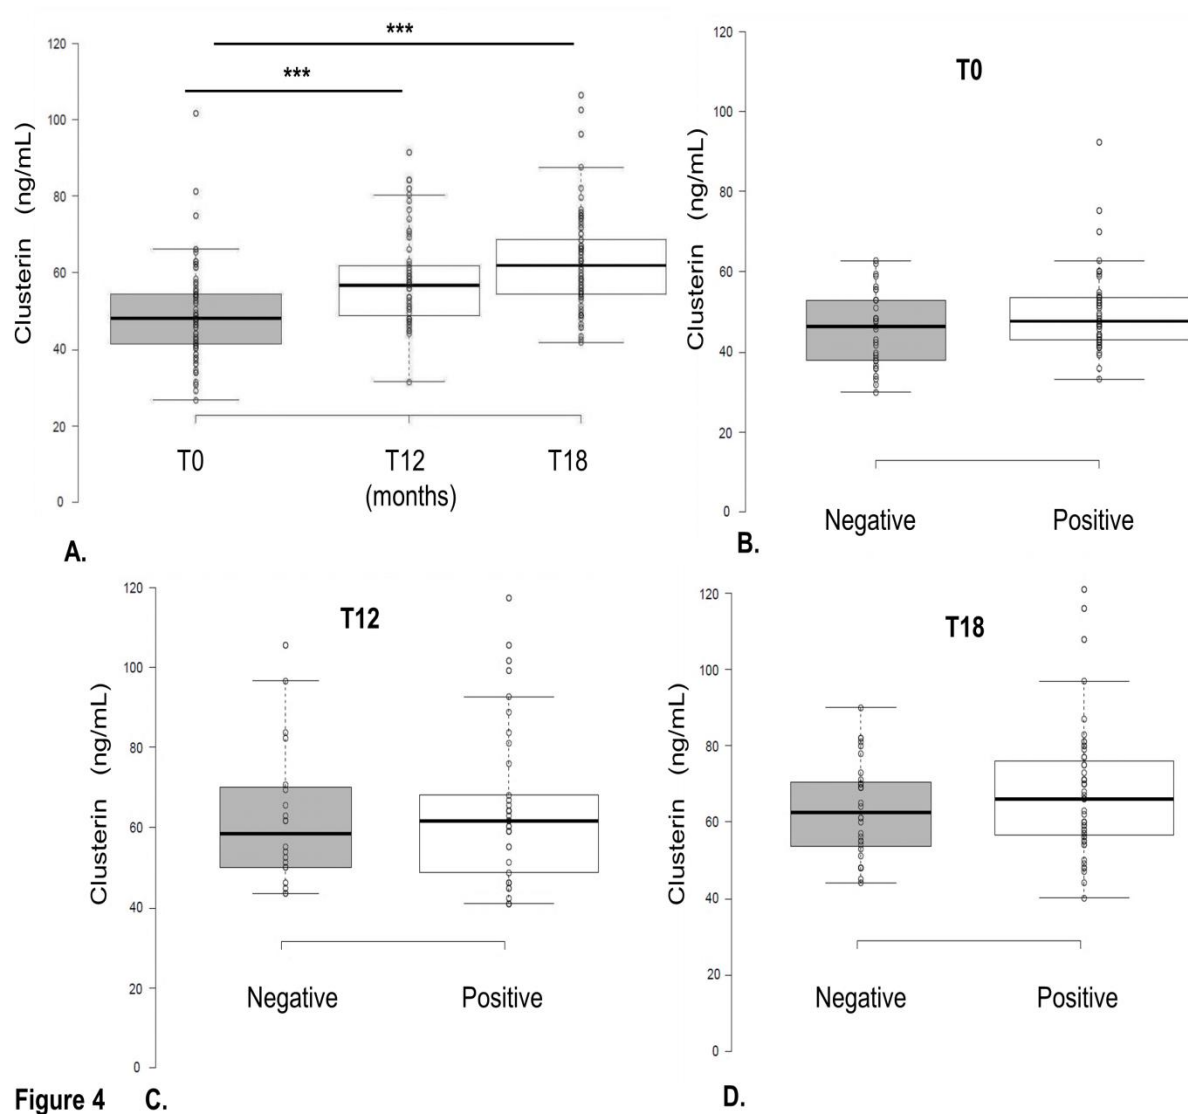 ***
***
120
100
80
60
40
20
0
Clusterin (ng/mL)
T0 T12 T18
(months)
A.
T0
120
100
80
60
40
20
0
Clusterin (ng/mL)
Negative Positive
B.
T12
120
100
80
60
40
20
0
Clusterin (ng/mL)
Negative Positive
T18
120
100
80
60
40
20
0
Clusterin (ng/mL)
Negative Positive
Figure 4 C.
D.